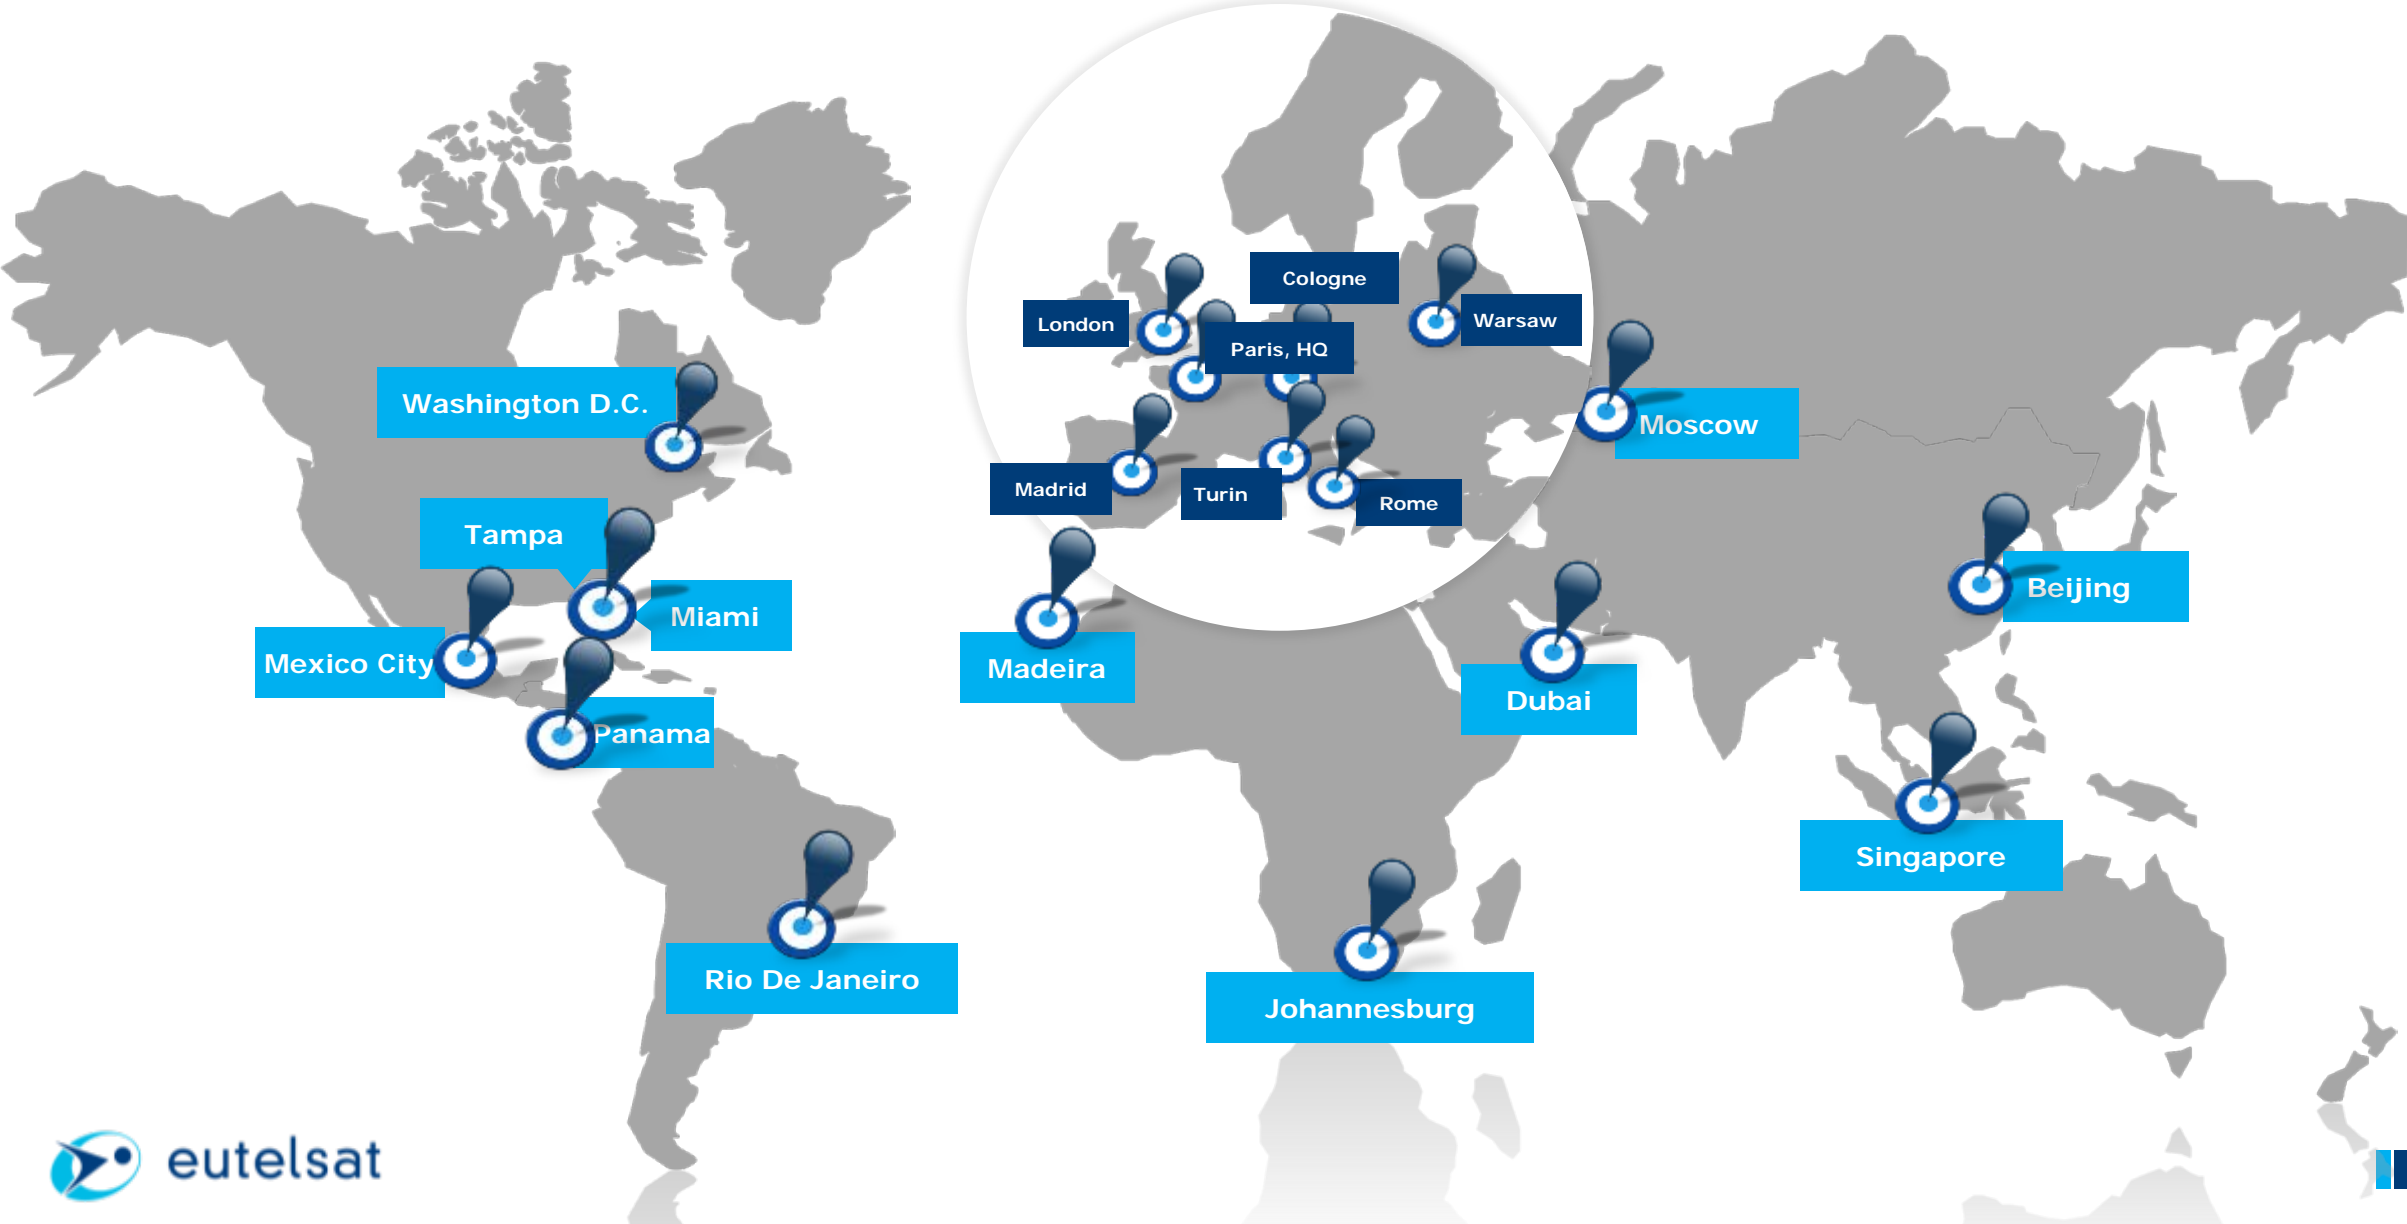 Cologne
London
Warsaw
Paris, HQ
Washington D.C.
Moscow
Madrid
Turin
Rome
Tampa
Beijing
Miami
Mexico City
Madeira
Dubai
Panama
Singapore
Rio De Janeiro
Johannesburg
eutelsat